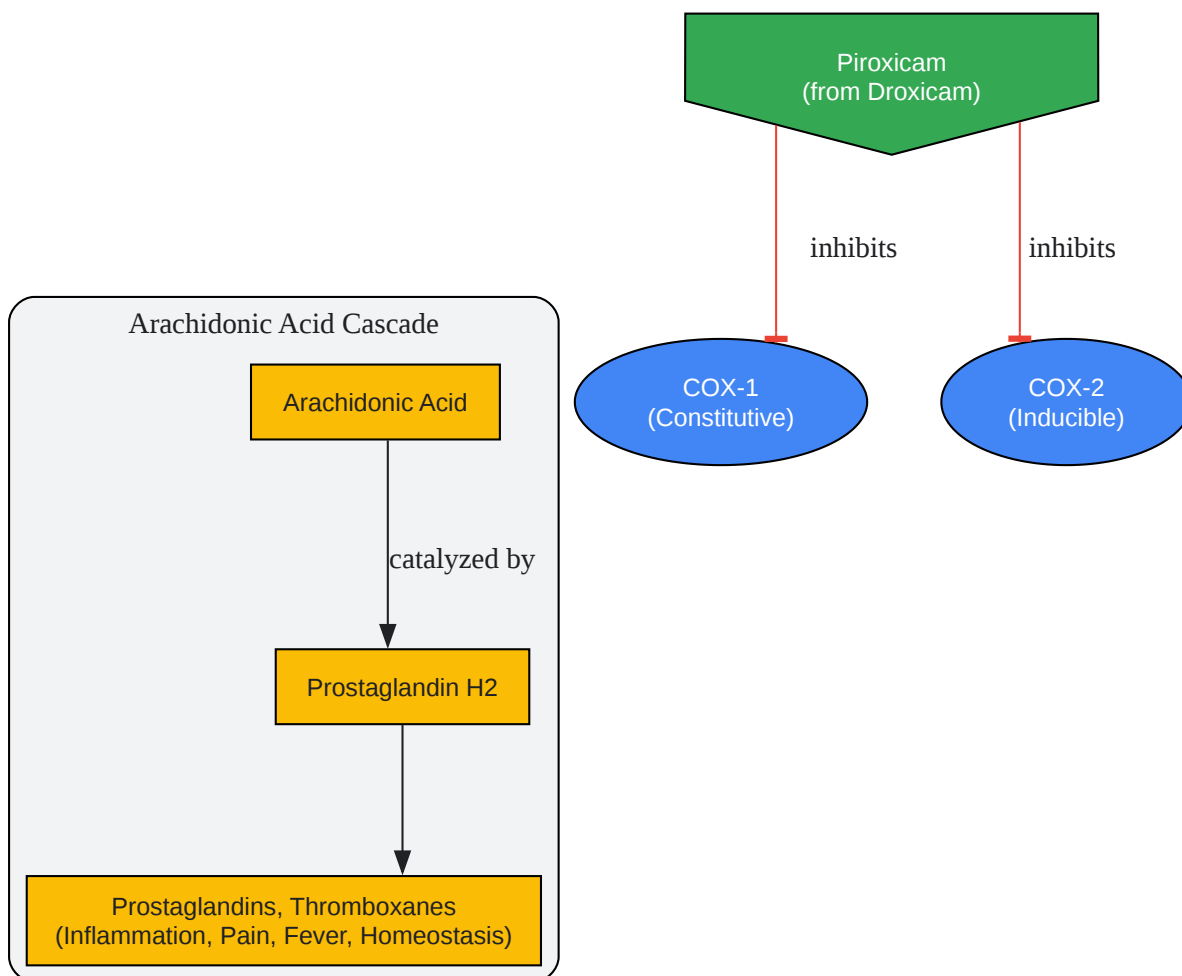 Piroxicam
(from Droxicam)
inhibits
inhibits
Arachidonic Acid Cascade
Arachidonic Acid
COX-1
(Constitutive)
COX-2
(Inducible)
catalyzed by
Prostaglandin H2
Prostaglandins, Thromboxanes
(Inflammation, Pain, Fever, Homeostasis)